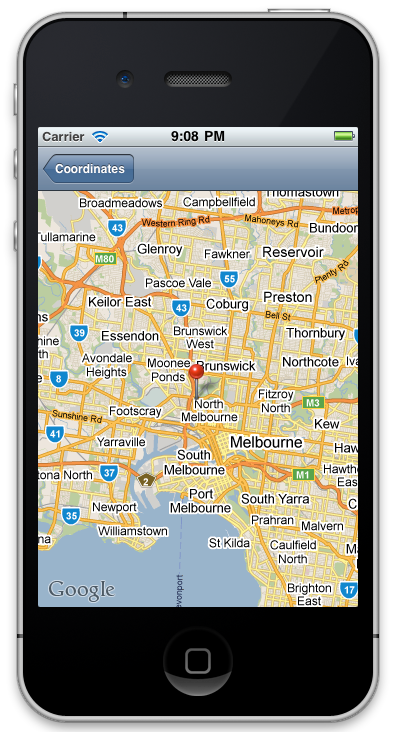 Carrier 9:08 PM
Coordinates
Thomastown
Broadmeadows
Campbellfield
Metrop
Western Ring Rd
Mahoneys Rd
43
Bundoor
Tullamarine
Glenroy
Fawkner
Reservoir
M80
Plenty Rd
55
Pascoe Vale
Keilor East
43
Coburg
Preston
Bell St
39
Essendon
Brunswick
West
Thornbury
Avondale
Heights
Moonee
Ponds
Brunswick
Northcote
8
Fitzroy
North
M3
Footscray
North
Melbourne
Sunshine Rd
Kew
41
Yarraville
Melbourne
South
Melbourne
37
2
M1
Port
Melbourne
South Yarra
Newport
35
Prahran
Malvern
Williamstown
St Kilda
Caulfield
North
Google
Brighton
East
17